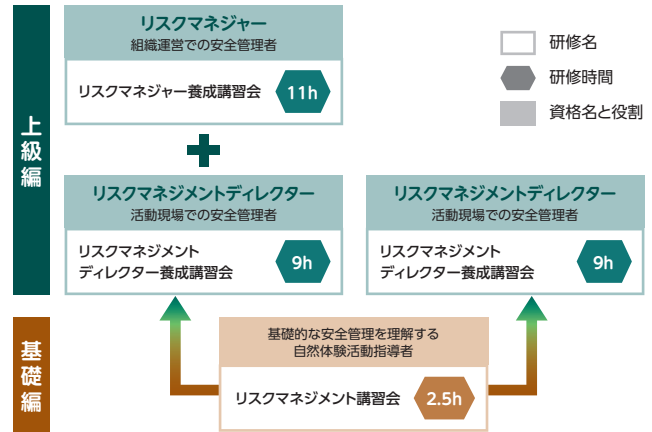 上級編
リスクマネジャー
組織運営での安全管理者
リスクマネジャー養成講習会
11h
研修名
研修時間
資格名と役割
リスクマネジメントディレクター
活動現場での安全管理者
リスクマネジメント
ディレクター養成講習会
9h
リスクマネジメントディレクター
活動現場での安全管理者
リスクマネジメント
ディレクター養成講習会
9h
基礎編
基礎的な安全管理を理解する
自然体験活動指導者
リスクマネジメント講習会
2.5h